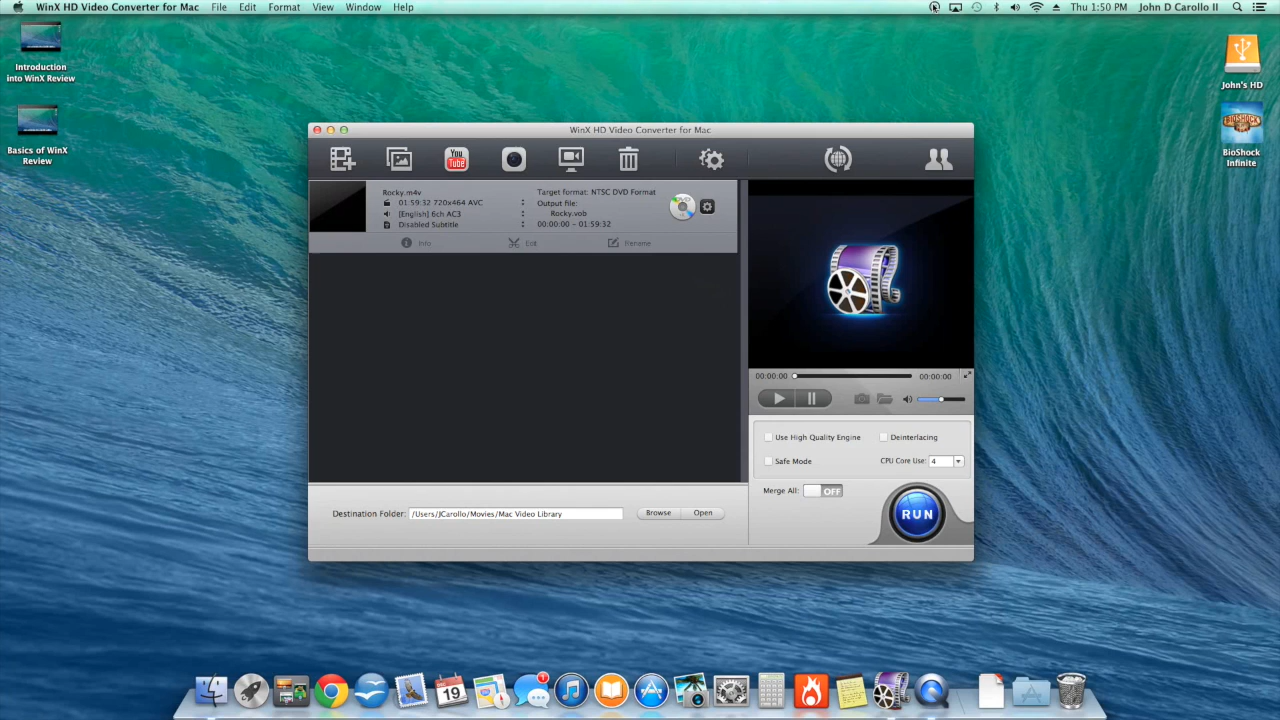 WinX HD Video Converter for Mac File Edit Format View Window Help Thu 1:50 PM John D Carollo II
Introduction
into WinX Review
Basics of WinX
Review
John's HD
BIOSHOCK
BioShock
Infinite
WinX HD Video Converter for Mac
You
Tube
Rocky.m4v
01:59:32 720x464 AVC
[English] 6ch AC3
Disabled Subtitle
Target format: NTSC DVD Format
Output file:
Rocky.vob
00:00:00 - 01:59:32
DVD
Info Edit Rename
00:00:00 00:00:00
Use High Quality Engine Deinterlacing
Safe Mode CPU Core Use: 4
Merge All: OFF
RUN
Destination Folder: /Users/JCarollo/Movies/Mac Video Library Browse Open
19
1